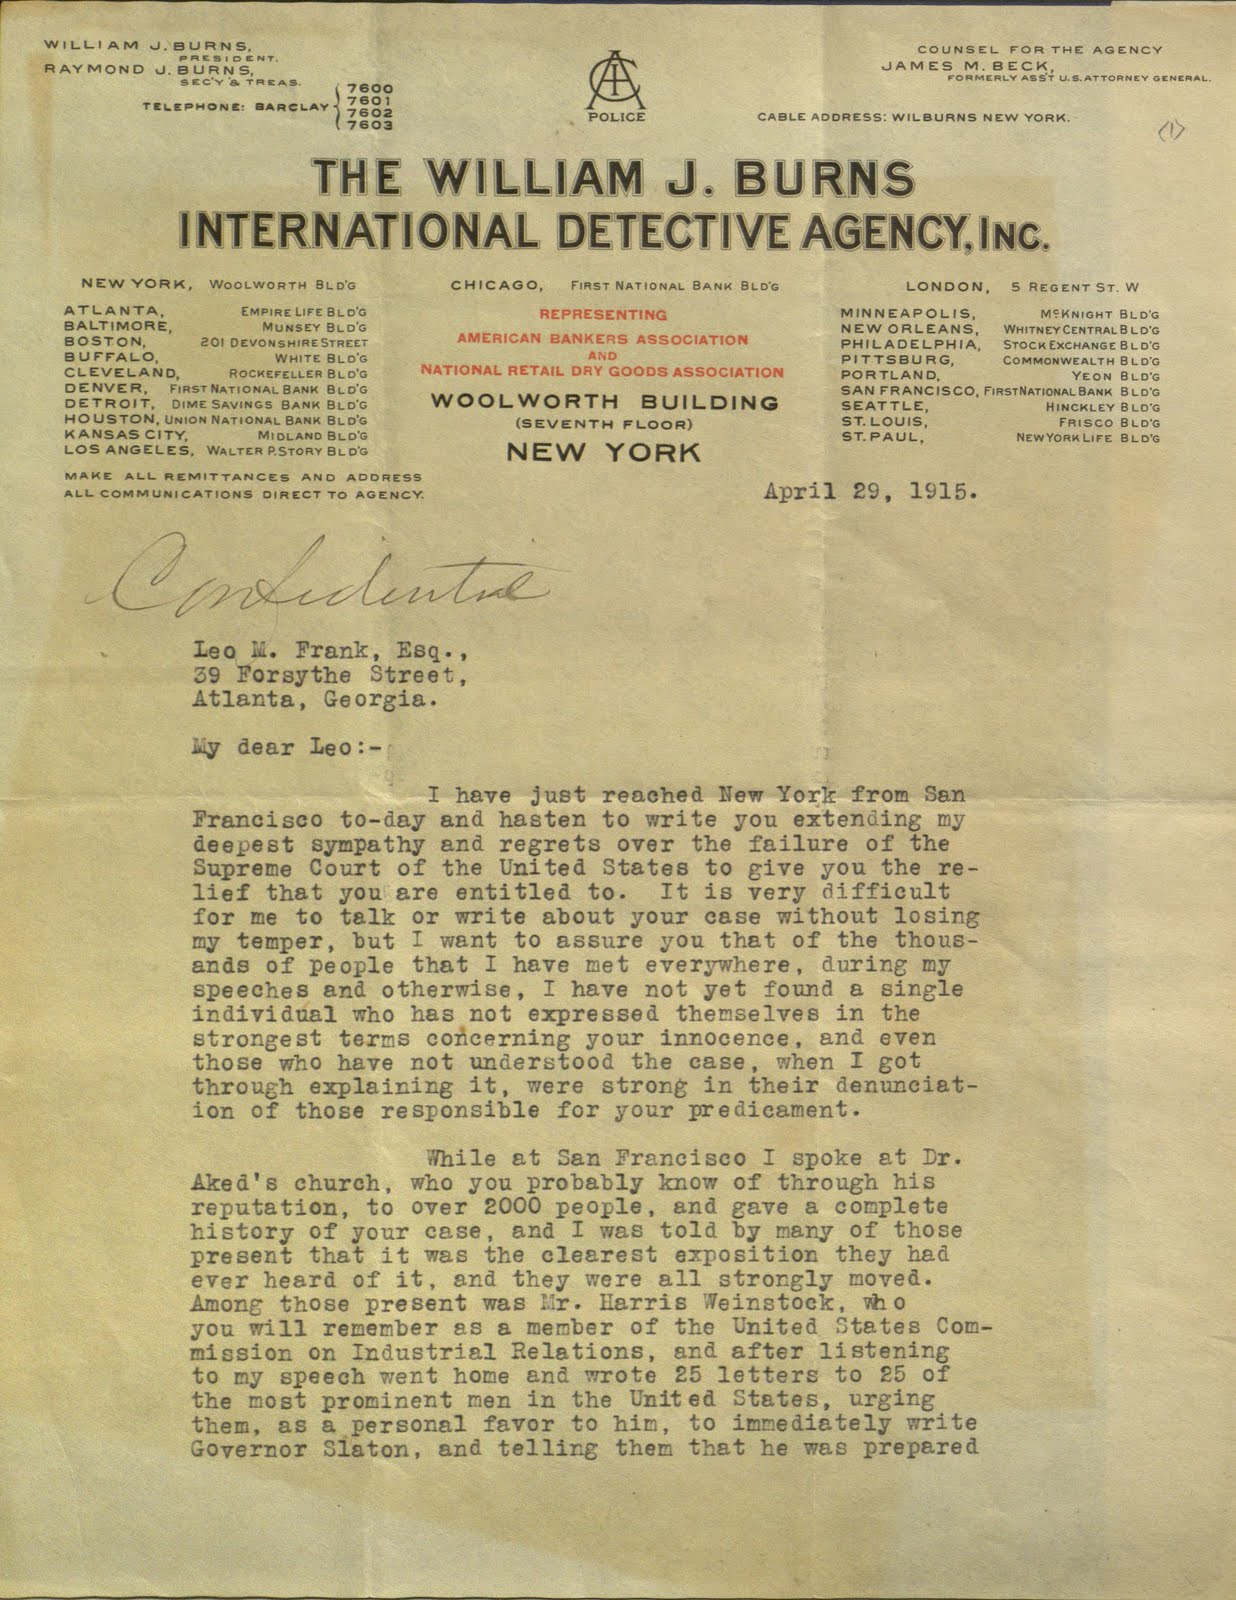 WILLIAM J. BURNS,
PRESIDENT.
RAYMOND J. BURNS,
SEC'Y & TREAS.
TELEPHONE: BARCLAY { 7600
7601
7602
7603
POLICE
COUNSEL FOR THE AGENCY
JAMES M. BECK,
FORMERLY ASS'T U.S. ATTORNEY GENERAL.
CABLE ADDRESS: WILBURNS NEW YORK.
(1)
THE WILLIAM J. BURNS
INTERNATIONAL DETECTIVE AGENCY, INC.
NEW YORK, WOOLWORTH BLD'G
ATLANTA, EMPIRE LIFE BLD'G
BALTIMORE, MUNSEY BLD'G
BOSTON, 201 DEVONSHIRE STREET
BUFFALO, WHITE BLD'G
CLEVELAND, ROCKEFELLER BLD'G
DENVER, FIRST NATIONAL BANK BLD'G
DETROIT, DIME SAVINGS BANK BLD'G
HOUSTON, UNION NATIONAL BANK BLD'G
KANSAS CITY, MIDLAND BLD'G
LOS ANGELES, WALTER P. STORY BLD'G
MAKE ALL REMITTANCES AND ADDRESS
ALL COMMUNICATIONS DIRECT TO AGENCY.
CHICAGO, FIRST NATIONAL BANK BLD'G
REPRESENTING
AMERICAN BANKERS ASSOCIATION
AND
NATIONAL RETAIL DRY GOODS ASSOCIATION
WOOLWORTH BUILDING
(SEVENTH FLOOR)
NEW YORK
LONDON, 5 REGENT ST. W
MINNEAPOLIS, McKNIGHT BLD'G
NEW ORLEANS, WHITNEY CENTRAL BLD'G
PHILADELPHIA, STOCK EXCHANGE BLD'G
PITTSBURG, COMMONWEALTH BLD'G
PORTLAND, YEON BLD'G
SAN FRANCISCO, FIRST NATIONAL BANK BLD'G
SEATTLE, HINCKLEY BLD'G
ST. LOUIS, FRISCO BLD'G
ST. PAUL, NEW YORK LIFE BLD'G
April 29, 1915.
Confidential
Leo M. Frank, Esq.,
39 Forsythe Street,
Atlanta, Georgia.
My dear Leo:-
I have just reached New York from San
Francisco to-day and hasten to write you extending my
deepest sympathy and regrets over the failure of the
Supreme Court of the United States to give you the re-
lief that you are entitled to. It is very difficult
for me to talk or write about your case without losing
my temper, but I want to assure you that of the thous-
ands of people that I have met everywhere, during my
speeches and otherwise, I have not yet found a single
individual who has not expressed themselves in the
strongest terms concerning your innocence, and even
those who have not understood the case, when I got
through explaining it, were strong in their denunciat-
ion of those responsible for your predicament.
While at San Francisco I spoke at Dr.
Aked's church, who you probably know of through his
reputation, to over 2000 people, and gave a complete
history of your case, and I was told by many of those
present that it was the clearest exposition they had
ever heard of it, and they were all strongly moved.
Among those present was Mr. Harris Weinstock, who
you will remember as a member of the United States Com-
mission on Industrial Relations, and after listening
to my speech went home and wrote 25 letters to 25 of
the most prominent men in the United States, urging
them, as a personal favor to him, to immediately write
Governor Slaton, and telling them that he was prepared